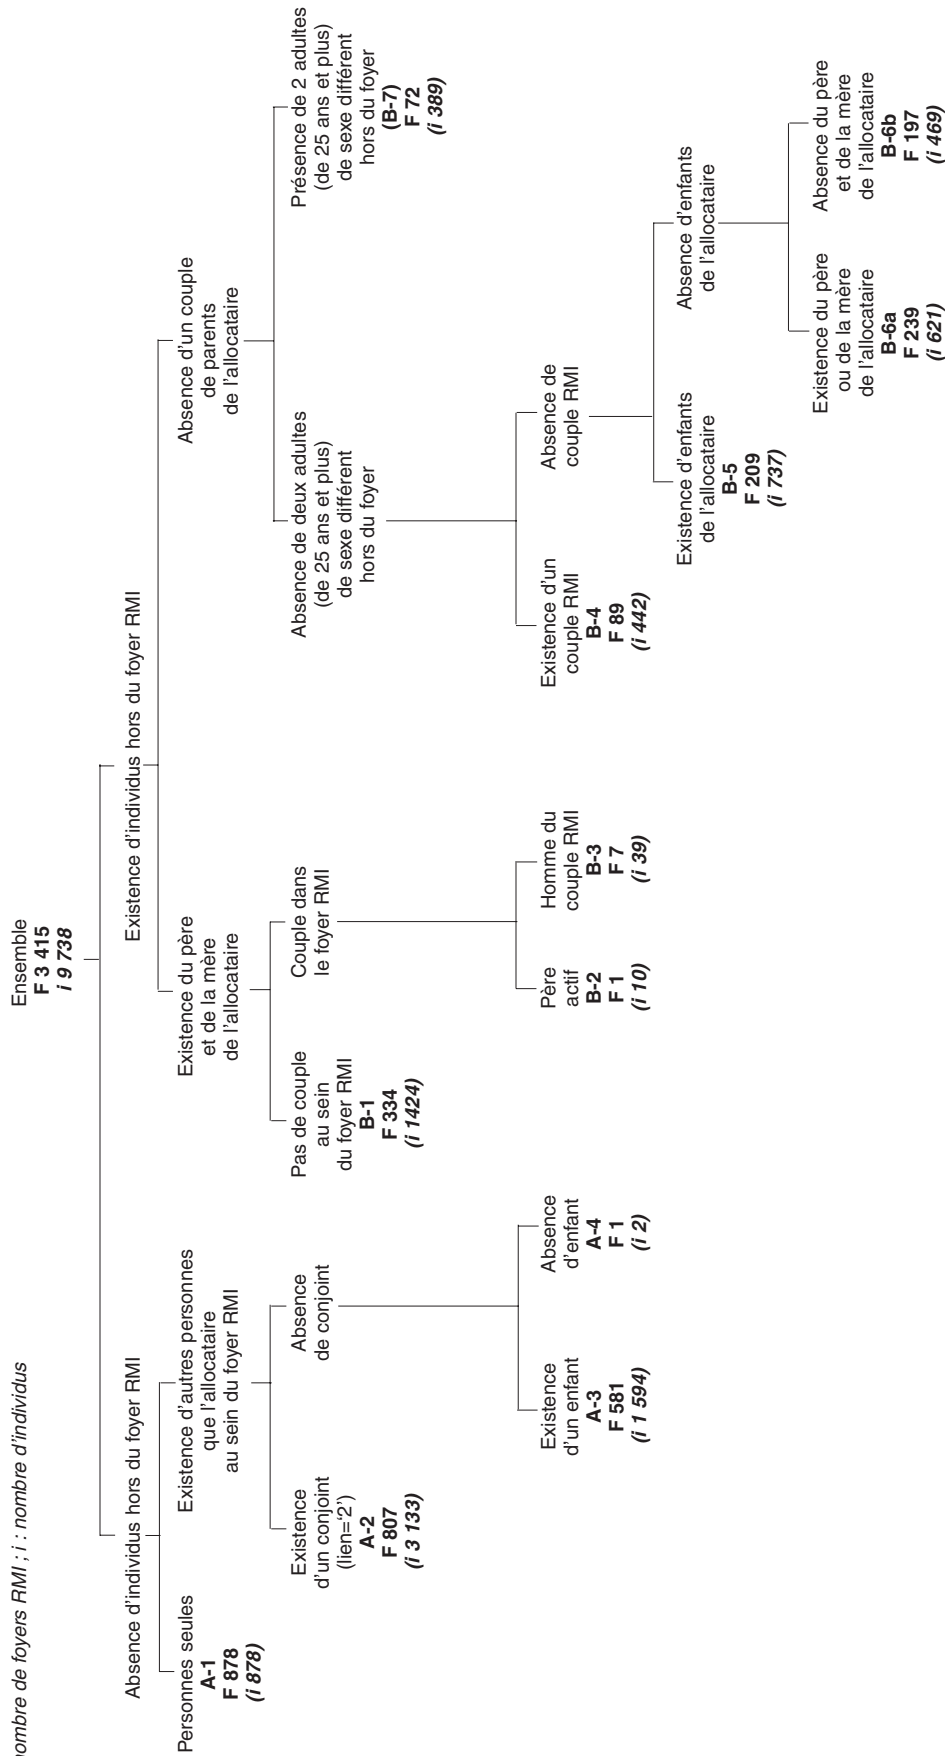 nombre de foyers RMI ; i : nombre d'individus
Ensemble
F 3 415
i 9 738
Absence d'individus hors du foyer RMI
Existence d'individus hors du foyer RMI
Personnes seules
A-1
F 878
(i 878)
Existence d'autres personnes
que l'allocataire
au sein du foyer RMI
Existence du père
et de la mère
de l'allocataire
Absence d'un couple
de parents
de l'allocataire
Existence
d'un conjoint
(lien='2')
A-2
F 807
(i 3 133)
Absence
de conjoint
Pas de couple
au sein
du foyer RMI
B-1
F 334
(i 1424)
Couple dans
le foyer RMI
Absence de deux adultes
(de 25 ans et plus)
de sexe différent
hors du foyer
Présence de 2 adultes
(de 25 ans et plus)
de sexe différent
hors du foyer
(B-7)
F 72
(i 389)
Existence
d'un enfant
A-3
F 581
(i 1 594)
Absence
d'enfant
A-4
F 1
(i 2)
Père
actif
B-2
F 1
(i 10)
Homme du
couple RMI
B-3
F 7
(i 39)
Existence d'un
couple RMI
B-4
F 89
(i 442)
Absence de
couple RMI
Existence d'enfants
de l'allocataire
B-5
F 209
(i 737)
Absence d'enfants
de l'allocataire
Existence du père
ou de la mère
de l'allocataire
B-6a
F 239
(i 621)
Absence du père
et de la mère
de l'allocataire
B-6b
F 197
(i 469)